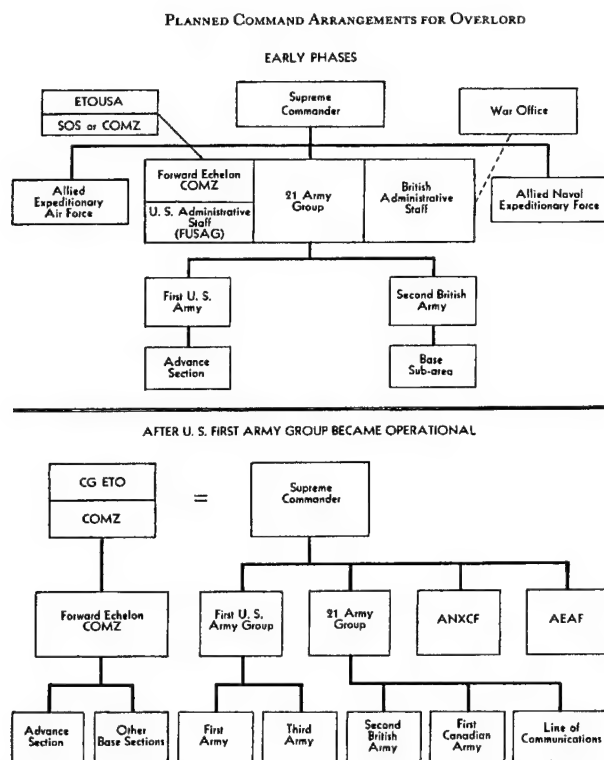 PLANNED COMMAND ARRANGEMENTS FOR OVERLORD
EARLY PHASES
ETOUSA
SOS or COMZ
Supreme
Commander
War Office
Allied
Expeditionary
Air Force
Forward Echelon
COMZ
U. S. Administrative
Staff
(FUSAG)
21 Army
Group
British
Administrative
Staff
Allied Naval
Expeditionary Force
First U. S.
Army
Second British
Army
Advance
Section
Base
Sub-area
AFTER U. S. FIRST ARMY GROUP BECAME OPERATIONAL
CG ETO
COMZ
=
Supreme
Commander
Forward Echelon
COMZ
First U. S.
Army Group
21 Army
Group
ANXCF
AEAF
Advance
Section
Other
Base Sections
First
Army
Third
Army
Second
British
Army
First
Canadian
Army
Line of
Communications